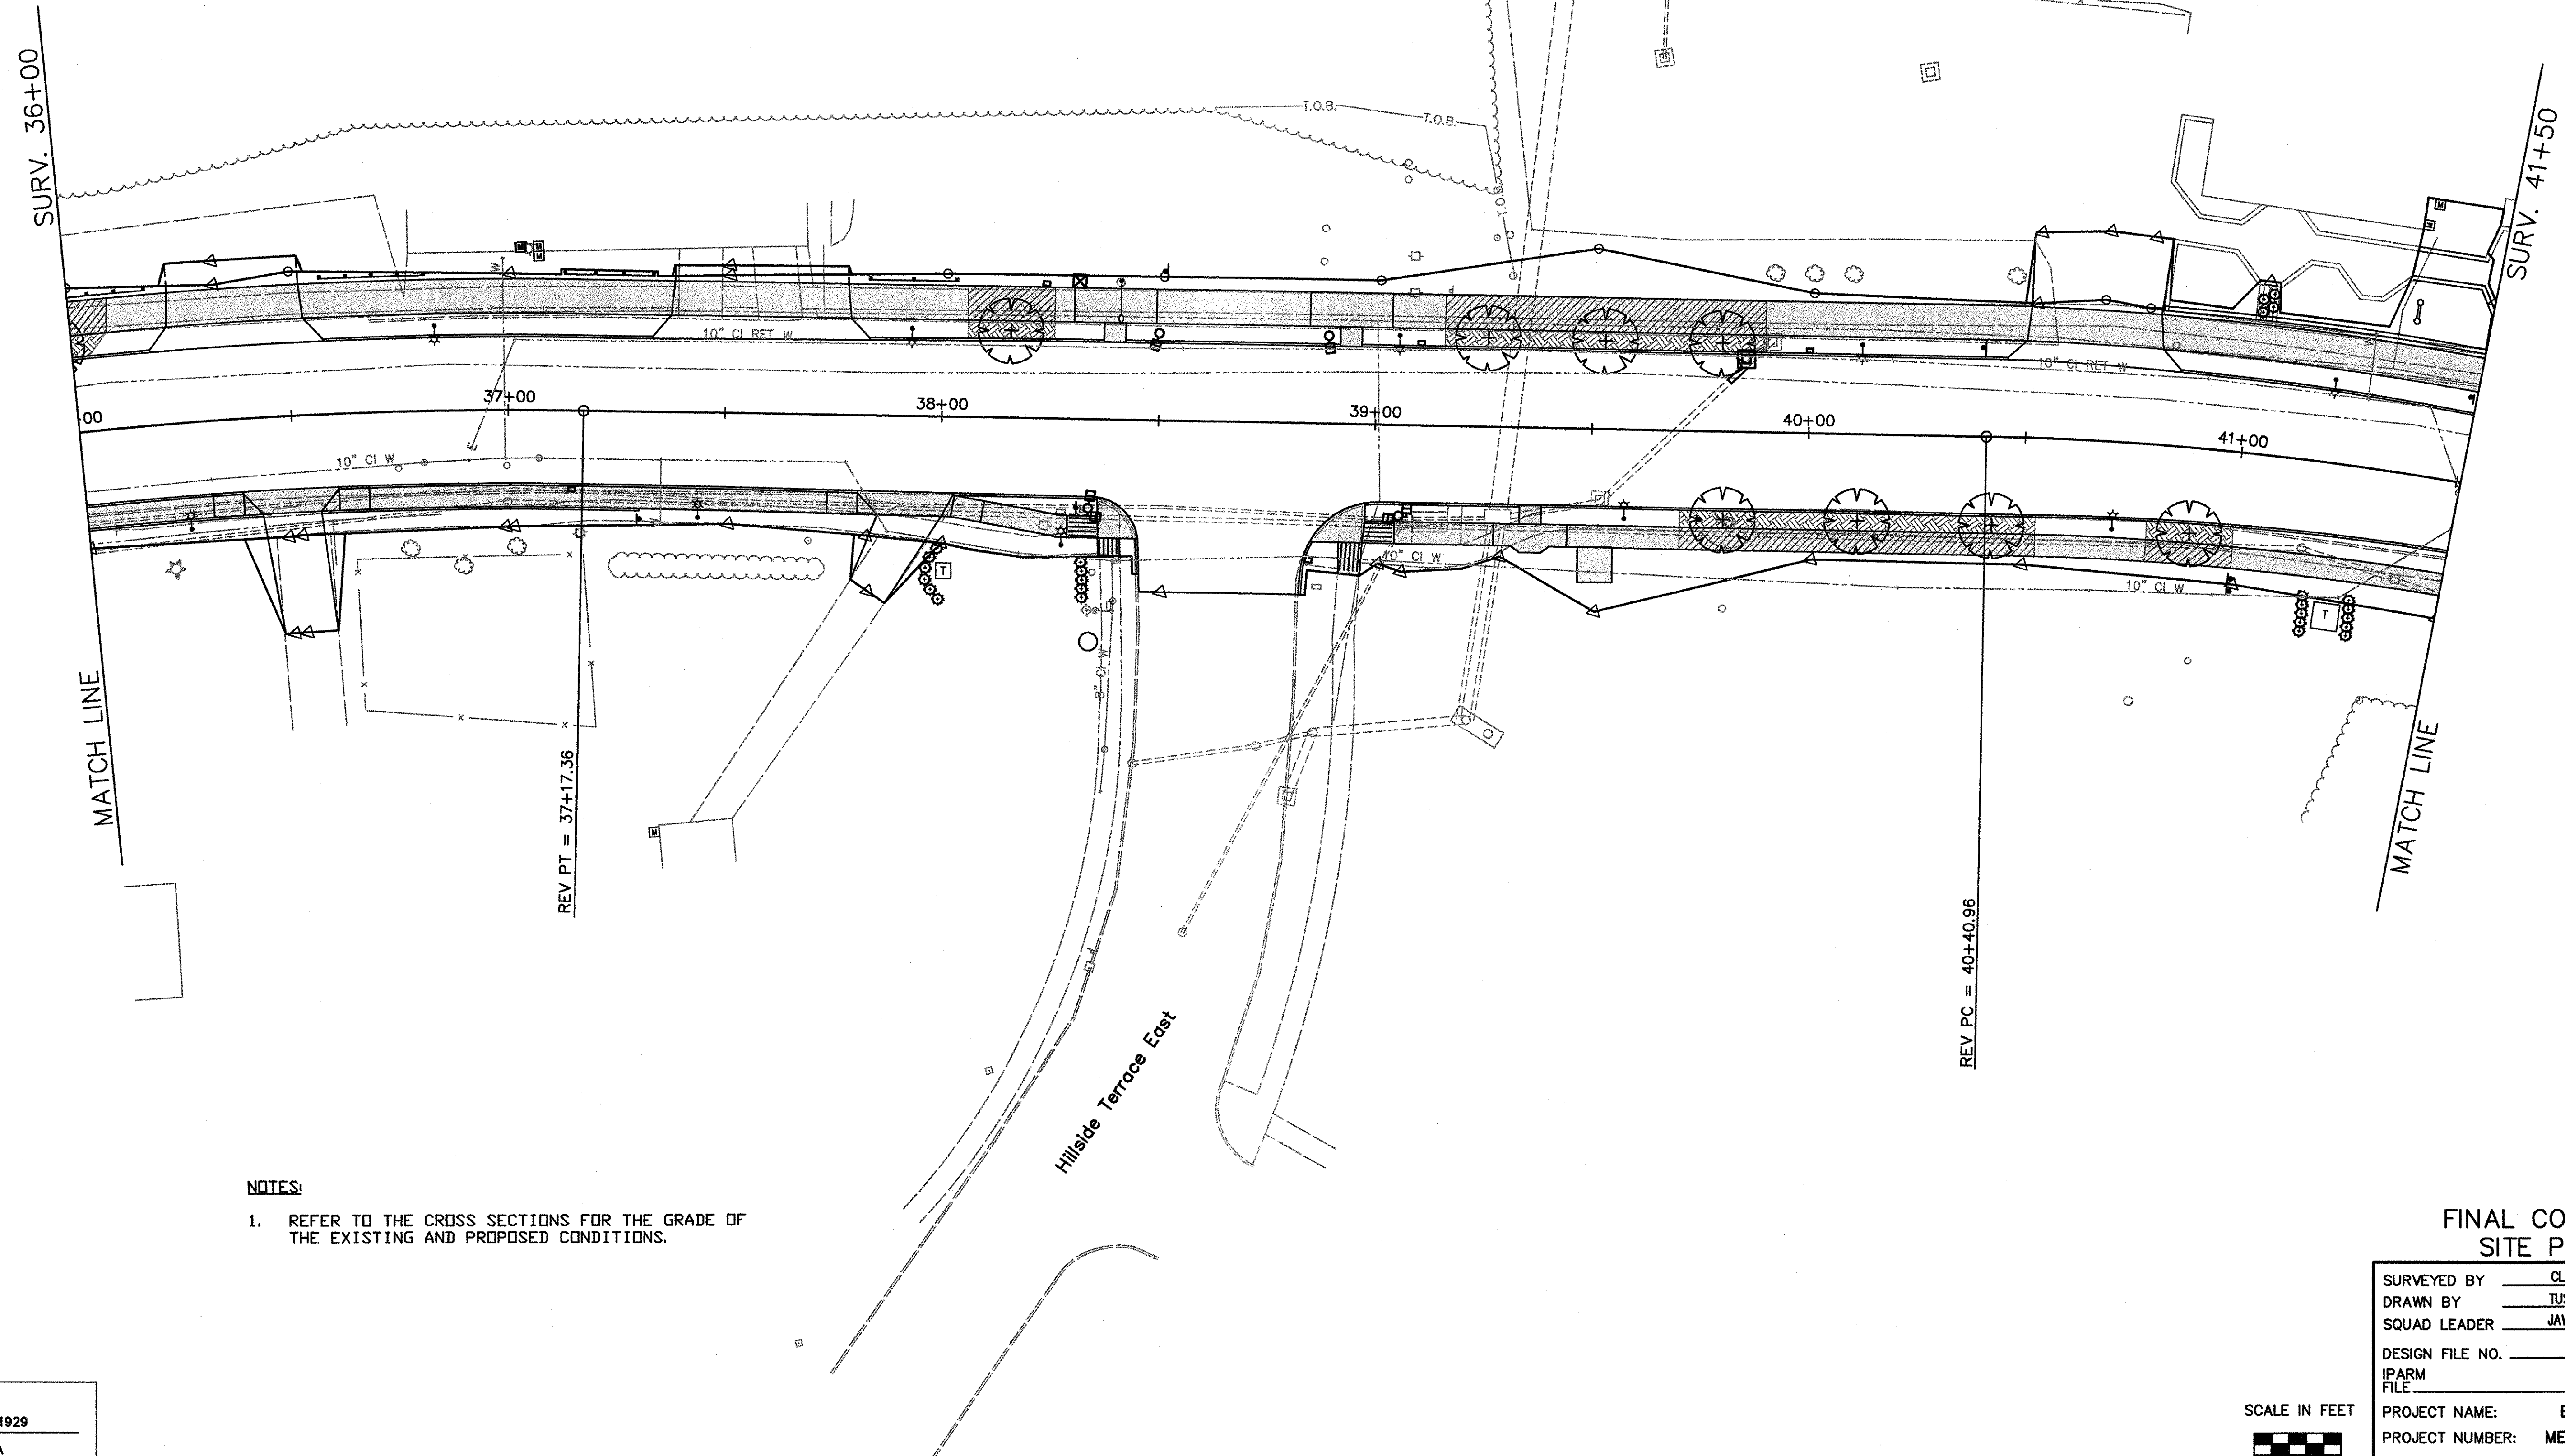 SURV. 36+00
SURV. 41+50
T.O.B.
T.O.B.
T.O.B.
M
M
M
M
M
W
10" CI RET W
10" CI RET W
00
37+00
38+00
39+00
40+00
41+00
10" CI W
10" CI W
10" CI W
8" CI W
T
T
M
MATCH LINE
MATCH LINE
REV PT = 37+17.36
REV PC = 40+40.96
Hillside Terrace East
NOTES:
1. REFER TO THE CROSS SECTIONS FOR THE GRADE OF
THE EXISTING AND PROPOSED CONDITIONS.
FINAL CO
SITE P
SURVEYED BY CL
DRAWN BY TUS
SQUAD LEADER JAW
DESIGN FILE NO.
IPARM
FILE
PROJECT NAME:
PROJECT NUMBER: ME
SCALE IN FEET
1929